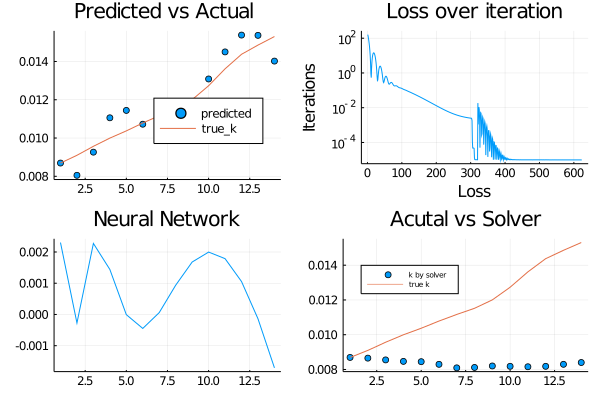 Predicted vs Actual
0.014
0.012
0.010
0.008
predicted
true_k
2.5 5.0 7.5 10.0 12.5
Loss over iteration
Iterations
10²
10⁰
10⁻²
10⁻⁴
0 100 200 300 400 500 600
Loss
Neural Network
0.002
0.001
0.000
-0.001
2.5 5.0 7.5 10.0 12.5
Acutal vs Solver
0.014
0.012
0.010
0.008
k by solver
true k
2.5 5.0 7.5 10.0 12.5